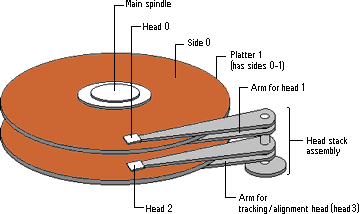 Main spindle
Head 0
Side 0
Platter 1
(has sides 0-1)
Arm for head 1
Head stack
assembly
Head 2
Arm for
tracking/alignment head (head 3)